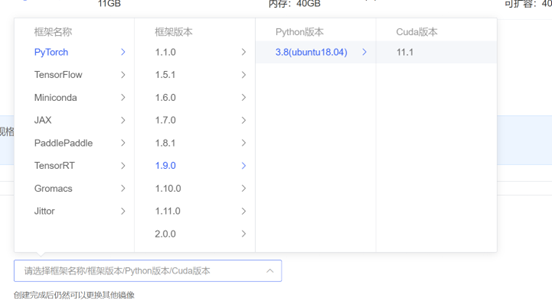 11GB 内存：40GB 可扩容：40
框架名称 框架版本 Python版本 Cuda版本
PyTorch 1.1.0 3.8(ubuntu18.04) 11.1
TensorFlow 1.5.1
Miniconda 1.6.0
JAX 1.7.0
规格
PaddlePaddle 1.8.1
TensorRT 1.9.0
Gromacs 1.10.0
Jittor 1.11.0
2.0.0
请选择框架名称/框架版本/Python版本/Cuda版本
创建完成后仍然可以更换其他镜像